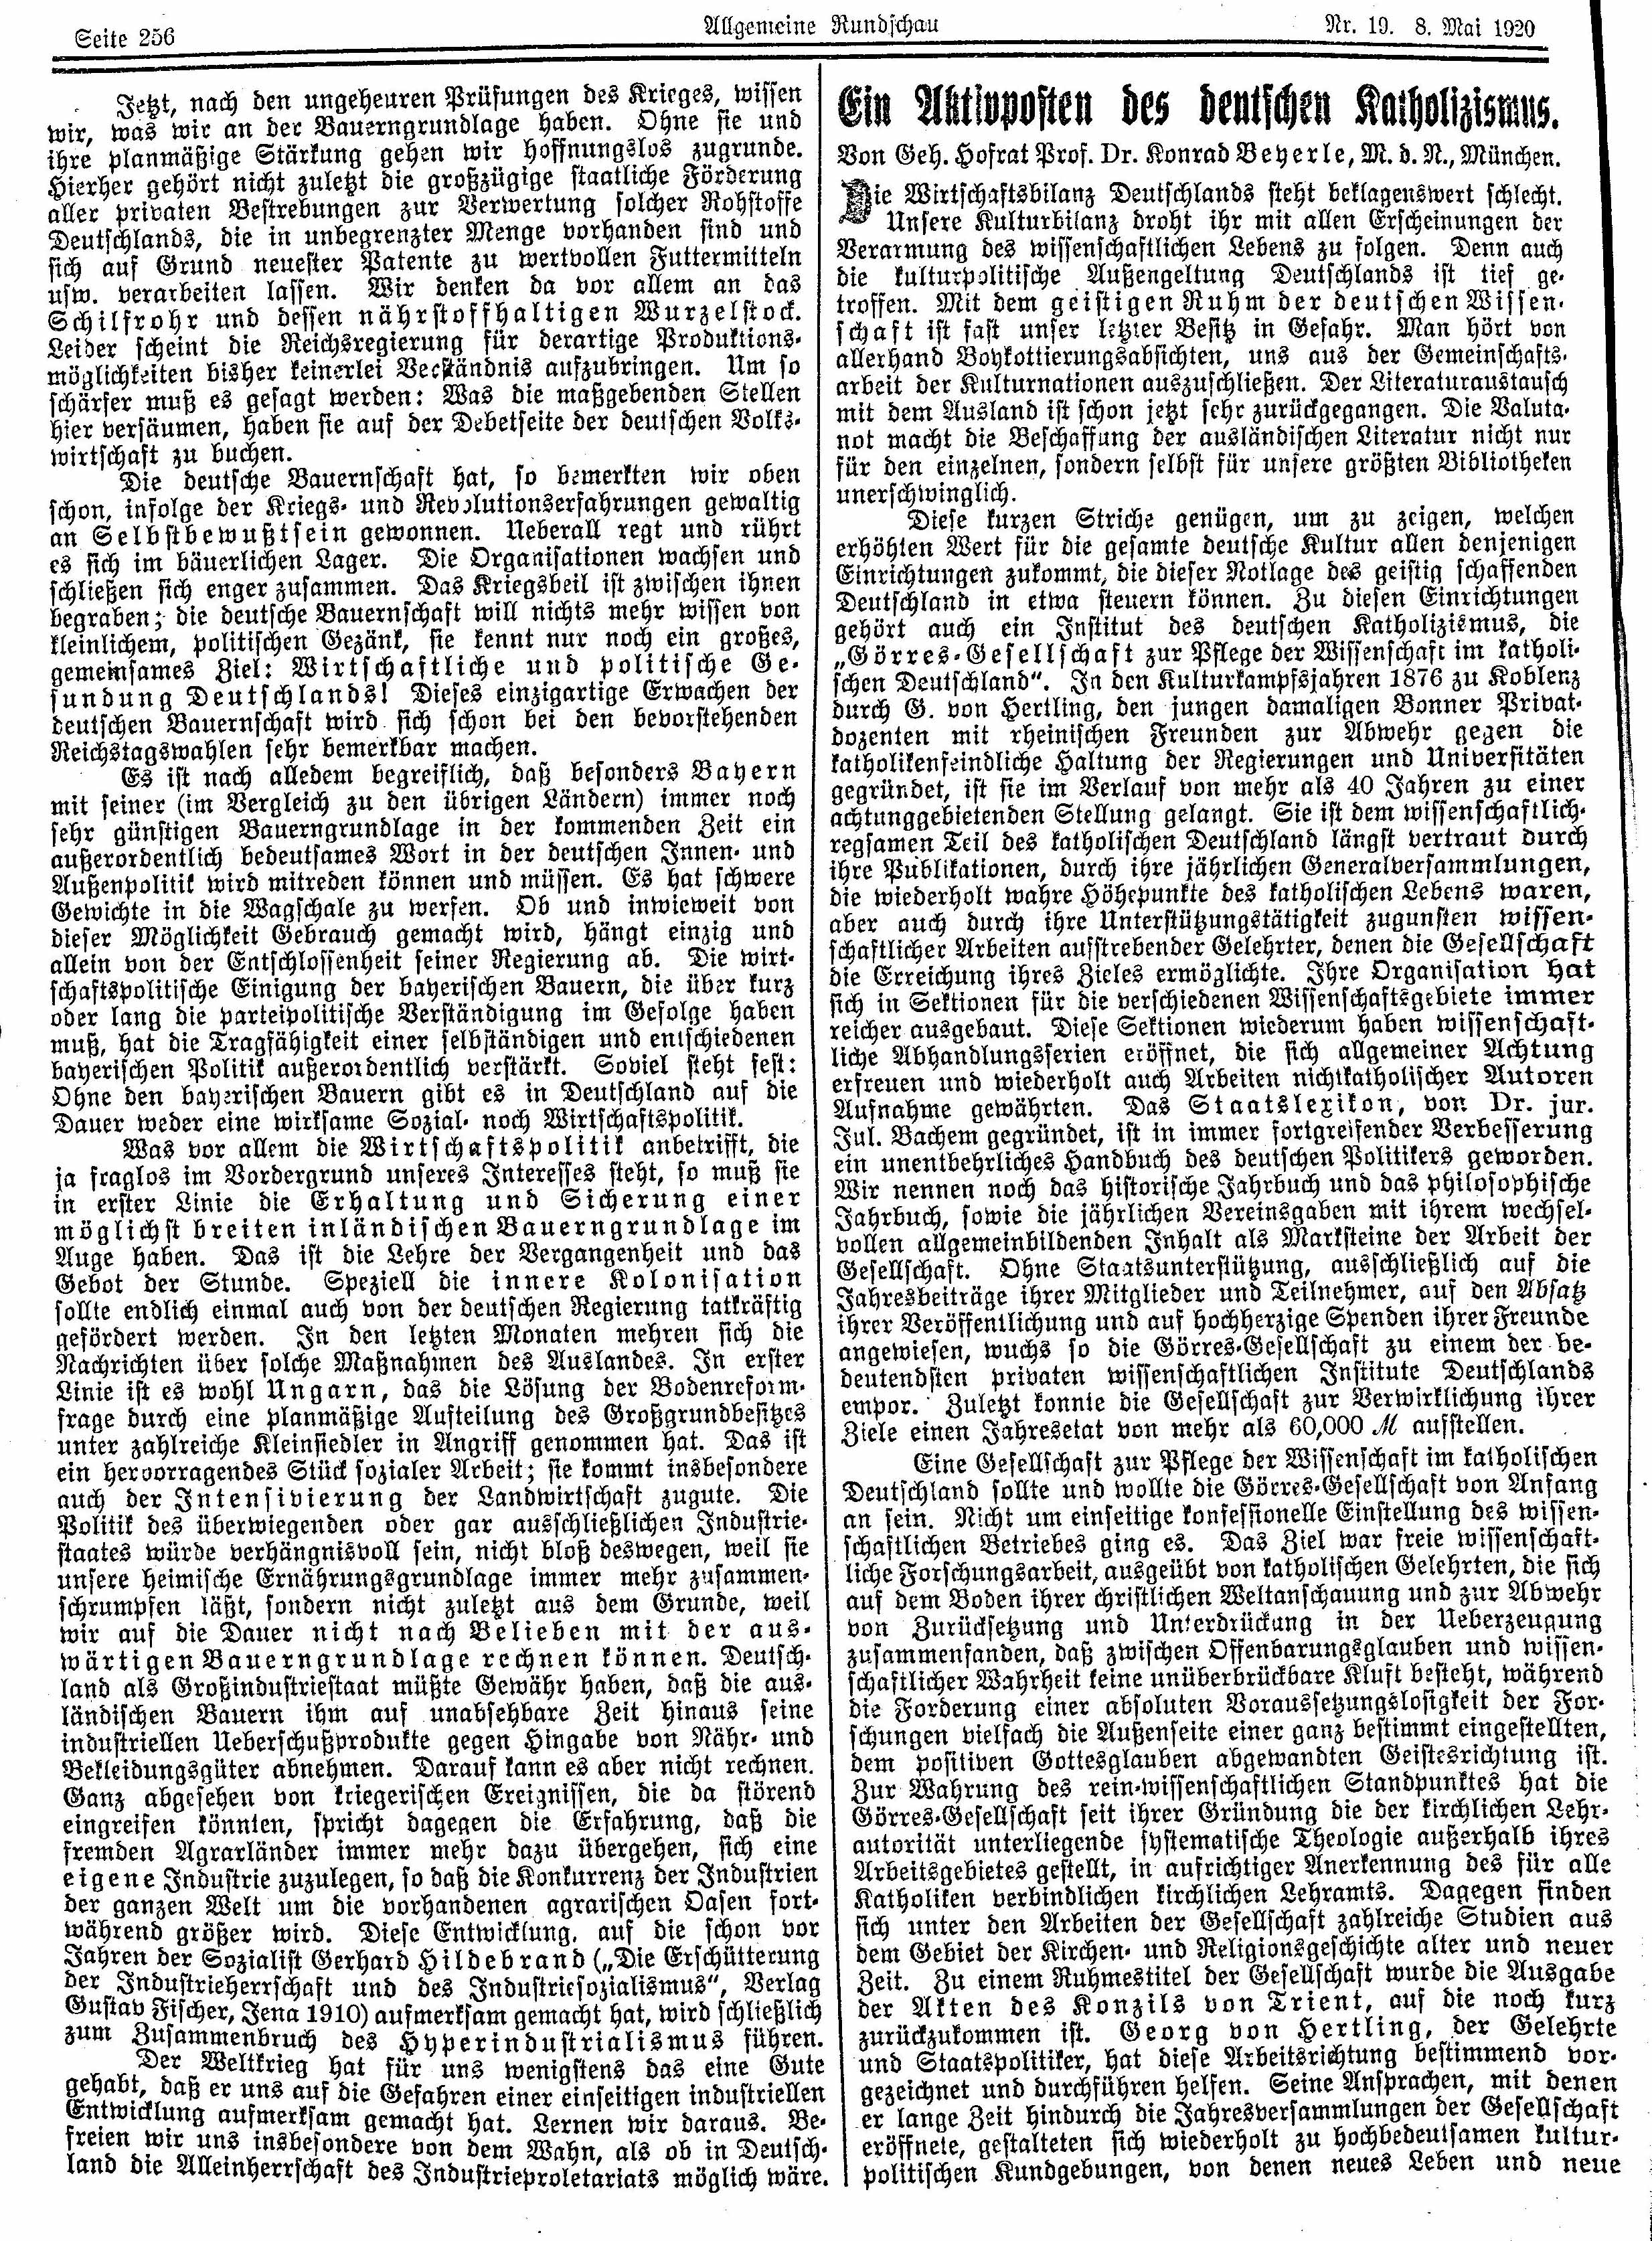 Seite 256
Allgemeine Rundschau
Nr. 19. 8. Mai 1920
Jetzt, nach den ungeheuren Prüfungen des Krieges, wissen
wir, was wir an der Bauerngrundlage haben. Ohne sie und
ihre planmäßige Stärkung gehen wir hoffnungslos zugrunde.
Hierher gehört nicht zuletzt die großzügige staatliche Förderung
aller privaten Bestrebungen zur Verwertung solcher Rohstoffe
Deutschlands, die in unbegrenzter Menge vorhanden sind und
sich auf Grund neuester Patente zu wertvollen Futtermitteln
usw. verarbeiten lassen. Wir denken da vor allem an das
Schilfrohr und dessen nährstoffhaltigen Wurzelstock.
Leider scheint die Reichsregierung für derartige Produktions-
möglichkeiten bisher keinerlei Verständnis aufzubringen. Um so
schärfer muß es gesagt werden: Was die maßgebenden Stellen
hier versäumen, haben sie auf der Debetseite der deutschen Volks-
wirtschaft zu buchen.
Die deutsche Bauernschaft hat, so bemerkten wir oben
schon, infolge der Kriegs- und Revolutionserfahrungen gewaltig
an Selbstbewußtsein gewonnen. Ueberall regt und rührt
es sich im bäuerlichen Lager. Die Organisationen wachsen und
schließen sich enger zusammen. Das Kriegsbeil ist zwischen ihnen
begraben; die deutsche Bauernschaft will nichts mehr wissen von
kleinlichem, politischen Gezänk, sie kennt nur noch ein großes,
gemeinsames Ziel: Wirtschaftliche und politische Ge-
sundung Deutschlands! Dieses einzigartige Erwachen der
deutschen Bauernschaft wird sich schon bei den bevorstehenden
Reichstagswahlen sehr bemerkbar machen.
Es ist nach alledem begreiflich, daß besonders Bayern
mit seiner (im Vergleich zu den übrigen Ländern) immer noch
sehr günstigen Bauerngrundlage in der kommenden Zeit ein
außerordentlich bedeutsames Wort in der deutschen Innen- und
Außenpolitik wird mitreden können und müssen. Es hat schwere
Gewichte in die Wagschale zu werfen. Ob und inwieweit von
dieser Möglichkeit Gebrauch gemacht wird, hängt einzig und
allein von der Entschlossenheit seiner Regierung ab. Die wirt-
schaftspolitische Einigung der bayerischen Bauern, die über kurz
oder lang die parteipolitische Verständigung im Gefolge haben
muß, hat die Tragfähigkeit einer selbständigen und entschiedenen
bayerischen Politik außerordentlich verstärkt. Soviel steht fest:
Ohne den bayerischen Bauern gibt es in Deutschland auf die
Dauer weder eine wirksame Sozial- noch Wirtschaftspolitik.
Was vor allem die Wirtschaftspolitik anbetrifft, die
ja fraglos im Vordergrund unseres Interesses steht, so muß sie
in erster Linie die Erhaltung und Sicherung einer
möglichst breiten inländischen Bauerngrundlage im
Auge haben. Das ist die Lehre der Vergangenheit und das
Gebot der Stunde. Speziell die innere Kolonisation
sollte endlich einmal auch von der deutschen Regierung tatkräftig
gefördert werden. In den letzten Monaten mehren sich die
Nachrichten über solche Maßnahmen des Auslandes. In erster
Linie ist es wohl Ungarn, das die Lösung der Bodenreform-
frage durch eine planmäßige Aufteilung des Großgrundbesitzes
unter zahlreiche Kleinsiedler in Angriff genommen hat. Das ist
ein hervorragendes Stück sozialer Arbeit; sie kommt insbesondere
auch der Intensivierung der Landwirtschaft zugute. Die
Politik des überwiegenden oder gar ausschließlichen Industrie-
staates würde verhängnisvoll sein, nicht bloß deswegen, weil sie
unsere heimische Ernährungsgrundlage immer mehr zusammen-
schrumpfen läßt, sondern nicht zuletzt aus dem Grunde, weil
wir auf die Dauer nicht nach Belieben mit der aus-
wärtigen Bauerngrundlage rechnen können. Deutsch-
land als Großindustriestaat müßte Gewähr haben, daß die aus-
ländischen Bauern ihm auf unabsehbare Zeit hinaus seine
industriellen Ueberschußprodukte gegen Hingabe von Nähr- und
Bekleidungsgüter abnehmen. Darauf kann es aber nicht rechnen.
Ganz abgesehen von kriegerischen Ereignissen, die da störend
eingreifen könnten, spricht dagegen die Erfahrung, daß die
fremden Agrarländer immer mehr dazu übergehen, sich eine
eigene Industrie zuzulegen, so daß die Konkurrenz der Industrien
der ganzen Welt um die vorhandenen agrarischen Oasen fort-
während größer wird. Diese Entwicklung, auf die schon vor
Jahren der Sozialist Gerhard Hildebrand („Die Erschütterung
der Industrieherrschaft und des Industriesozialismus“, Verlag
Gustav Fischer, Jena 1910) aufmerksam gemacht hat, wird schließlich
zum Zusammenbruch des Hyperindustrialismus führen.
Der Weltkrieg hat für uns wenigstens das eine Gute
gehabt, daß er uns auf die Gefahren einer einseitigen industriellen
Entwicklung aufmerksam gemacht hat. Lernen wir daraus. Be-
freien wir uns insbesondere von dem Wahn, als ob in Deutsch-
land die Alleinherrschaft des Industrieproletariats möglich wäre.
Ein Aktivposten des deutschen Katholizismus.
Von Geh. Hofrat Prof. Dr. Konrad Beyerle, M. d. N., München.
Die Wirtschaftsbilanz Deutschlands steht beklagenswert schlecht.
Unsere Kulturbilanz droht ihr mit allen Erscheinungen der
Verarmung des wissenschaftlichen Lebens zu folgen. Denn auch
die kulturpolitische Außengeltung Deutschlands ist tief ge-
troffen. Mit dem geistigen Ruhm der deutschen Wissen-
schaft ist fast unser letzter Besitz in Gefahr. Man hört von
allerhand Boykottierungsabsichten, uns aus der Gemeinschafts-
arbeit der Kulturnationen auszuschließen. Der Literaturaustausch
mit dem Ausland ist schon jetzt sehr zurückgegangen. Die Valuta-
not macht die Beschaffung der ausländischen Literatur nicht nur
für den einzelnen, sondern selbst für unsere größten Bibliotheken
unerschwinglich.
Diese kurzen Striche genügen, um zu zeigen, welchen
erhöhten Wert für die gesamte deutsche Kultur allen denjenigen
Einrichtungen zukommt, die dieser Notlage des geistig schaffenden
Deutschland in etwa steuern können. Zu diesen Einrichtungen
gehört auch ein Institut des deutschen Katholizismus, die
„Görres-Gesellschaft zur Pflege der Wissenschaft im katholi-
schen Deutschland“. In den Kulturkampfsjahren 1876 zu Koblenz
durch G. von Hertling, den jungen damaligen Bonner Privat-
dozenten mit rheinischen Freunden zur Abwehr gegen die
katholikenfeindliche Haltung der Regierungen und Universitäten
gegründet, ist sie im Verlauf von mehr als 40 Jahren zu einer
achtunggebietenden Stellung gelangt. Sie ist dem wissenschaftlich-
regsamen Teil des katholischen Deutschland längst vertraut durch
ihre Publikationen, durch ihre jährlichen Generalversammlungen,
die wiederholt wahre Höhepunkte des katholischen Lebens waren,
aber auch durch ihre Unterstützungstätigkeit zugunsten wissen-
schaftlicher Arbeiten aufstrebender Gelehrter, denen die Gesellschaft
die Erreichung ihres Zieles ermöglichte. Ihre Organisation hat
sich in Sektionen für die verschiedenen Wissenschaftsgebiete immer
reicher ausgebaut. Diese Sektionen wiederum haben wissenschaft-
liche Abhandlungsserien eröffnet, die sich allgemeiner Achtung
erfreuen und wiederholt auch Arbeiten nichtkatholischer Autoren
Aufnahme gewährten. Das Staatslexikon, von Dr. jur.
Jul. Bachem gegründet, ist in immer fortgreifender Verbesserung
ein unentbehrliches Handbuch des deutschen Politikers geworden.
Wir nennen noch das historische Jahrbuch und das philosophische
Jahrbuch, sowie die jährlichen Vereinsgaben mit ihrem wechsel-
vollen allgemeinbildenden Inhalt als Marksteine der Arbeit der
Gesellschaft. Ohne Staatsunterstützung, ausschließlich auf die
Jahresbeiträge ihrer Mitglieder und Teilnehmer, auf den Absatz
ihrer Veröffentlichung und auf hochherzige Spenden ihrer Freunde
angewiesen, wuchs so die Görres-Gesellschaft zu einem der be-
deutendsten privaten wissenschaftlichen Institute Deutschlands
empor. Zuletzt konnte die Gesellschaft zur Verwirklichung ihrer
Ziele einen Jahresetat von mehr als 60,000 M aufstellen.
Eine Gesellschaft zur Pflege der Wissenschaft im katholischen
Deutschland sollte und wollte die Görres-Gesellschaft von Anfang
an sein. Nicht um einseitige konfessionelle Einstellung des wissen-
schaftlichen Betriebes ging es. Das Ziel war freie wissenschaft-
liche Forschungsarbeit, ausgeübt von katholischen Gelehrten, die sich
auf dem Boden ihrer christlichen Weltanschauung und zur Abwehr
von Zurücksetzung und Unterdrückung in der Ueberzeugung
zusammenfanden, daß zwischen Offenbarungsglauben und wissen-
schaftlicher Wahrheit keine unüberbrückbare Kluft besteht, während
die Forderung einer absoluten Voraussetzungslosigkeit der For-
schungen vielfach die Außenseite einer ganz bestimmt eingestellten,
dem positiven Gottesglauben abgewandten Geistesrichtung ist.
Zur Wahrung des rein-wissenschaftlichen Standpunktes hat die
Görres-Gesellschaft seit ihrer Gründung die der kirchlichen Lehr-
autorität unterliegende systematische Theologie außerhalb ihres
Arbeitsgebietes gestellt, in aufrichtiger Anerkennung des für alle
Katholiken verbindlichen kirchlichen Lehramts. Dagegen finden
sich unter den Arbeiten der Gesellschaft zahlreiche Studien aus
dem Gebiet der Kirchen- und Religionsgeschichte alter und neuer
Zeit. Zu einem Ruhmestitel der Gesellschaft wurde die Ausgabe
der Akten des Konzils von Trient, auf die noch kurz
zurückzukommen ist. Georg von Hertling, der Gelehrte
und Staatspolitiker, hat diese Arbeitsrichtung bestimmend vor-
gezeichnet und durchführen helfen. Seine Ansprachen, mit denen
er lange Zeit hindurch die Jahresversammlungen der Gesellschaft
eröffnete, gestalteten sich wiederholt zu hochbedeutsamen kultur-
politischen Kundgebungen, von denen neues Leben und neue